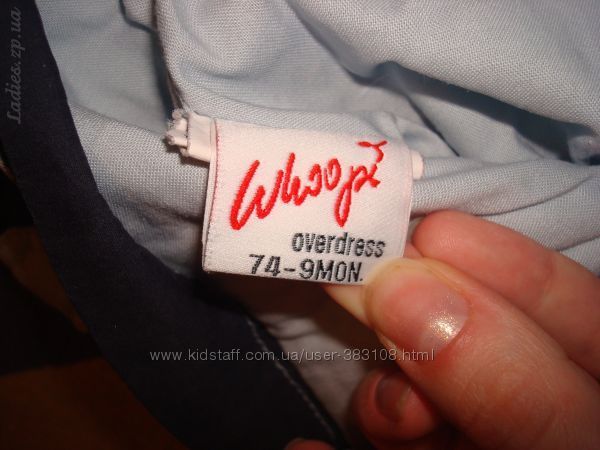 Ladies.zp.ua
Whoopi
overdress
74-9MON.
www.kidstaff.com.ua/user-383108.html